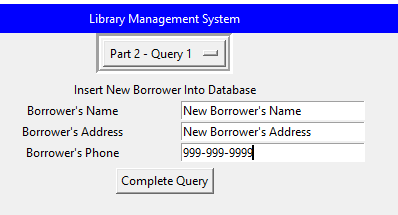 Library Management System
Part 2 - Query 1
Insert New Borrower Into Database
Borrower's Name New Borrower's Name
Borrower's Address New Borrower's Address
Borrower's Phone 999-999-9999
Complete Query